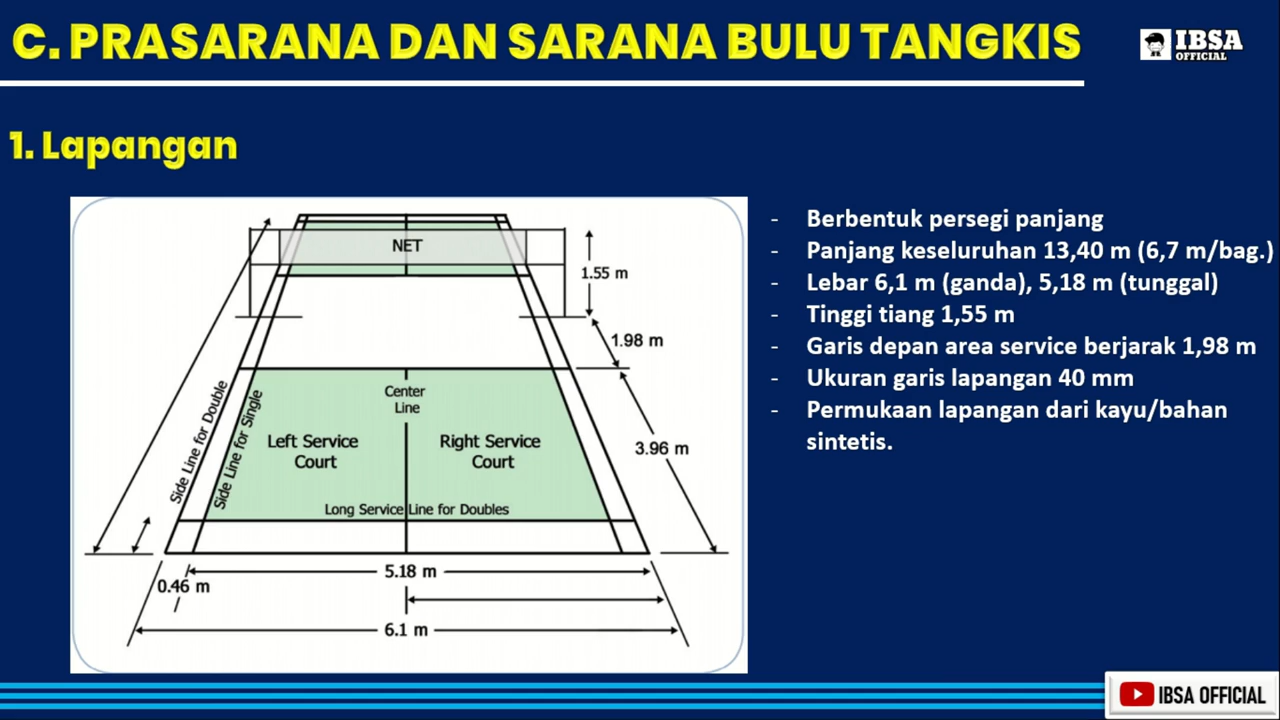 C. PRASARANA DAN SARANA BULU TANGKIS
IBSA
OFFICIAL
1. Lapangan
NET
1.55 m
1.98 m
Center
Line
Side Line for Double
Side Line for Single
Left Service
Court
Right Service
Court
3.96 m
Long Service Line for Doubles
0.46 m
5.18 m
6.1 m
- Berbentuk persegi panjang
- Panjang keseluruhan 13,40 m (6,7 m/bag.)
- Lebar 6,1 m (ganda), 5,18 m (tunggal)
- Tinggi tiang 1,55 m
- Garis depan area service berjarak 1,98 m
- Ukuran garis lapangan 40 mm
- Permukaan lapangan dari kayu/bahan
sintetis.
IBSA OFFICIAL